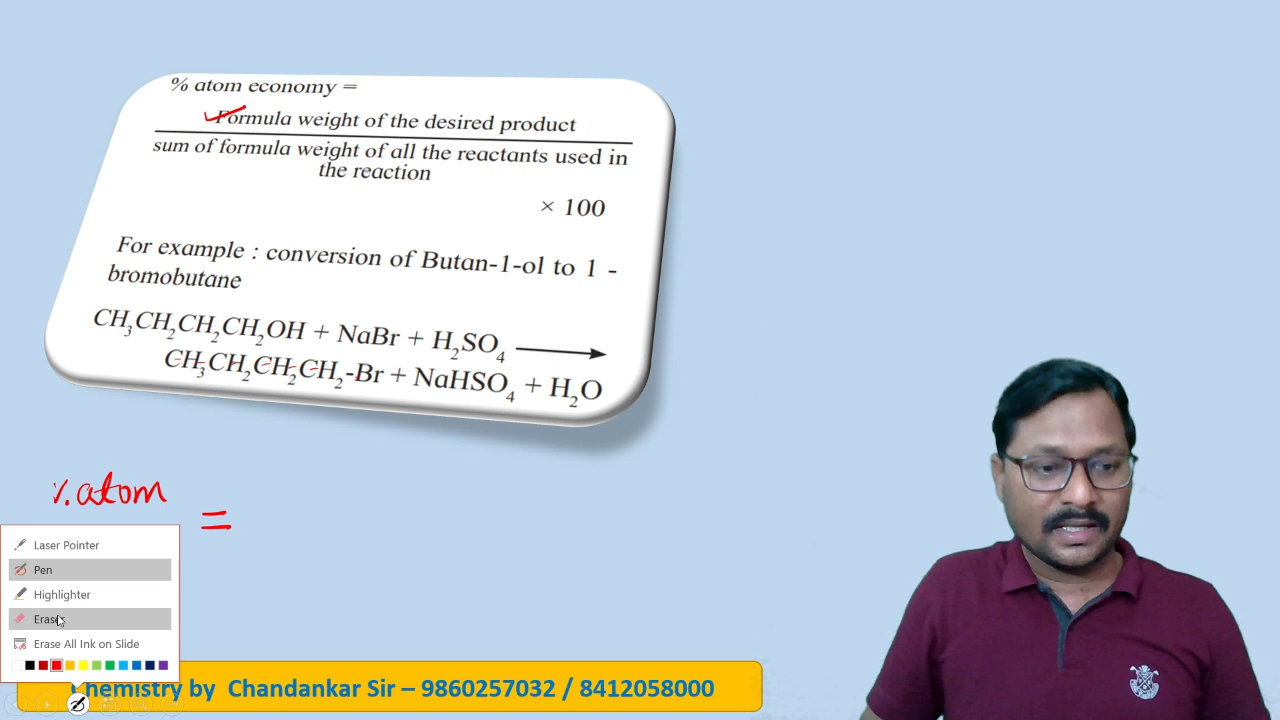 % atom economy =
Formula weight of the desired product
sum of formula weight of all the reactants used in
the reaction
× 100
For example : conversion of Butan-1-ol to 1 -
bromobutane
CH₃CH₂CH₂CH₂OH + NaBr + H₂SO₄ ⟶
CH₃CH₂CH₂CH₂-Br + NaHSO₄ + H₂O
%.atom
=
Laser Pointer
Pen
Highlighter
Eraser
Erase All Ink on Slide
Chemistry by Chandankar Sir – 9860257032 / 8412058000